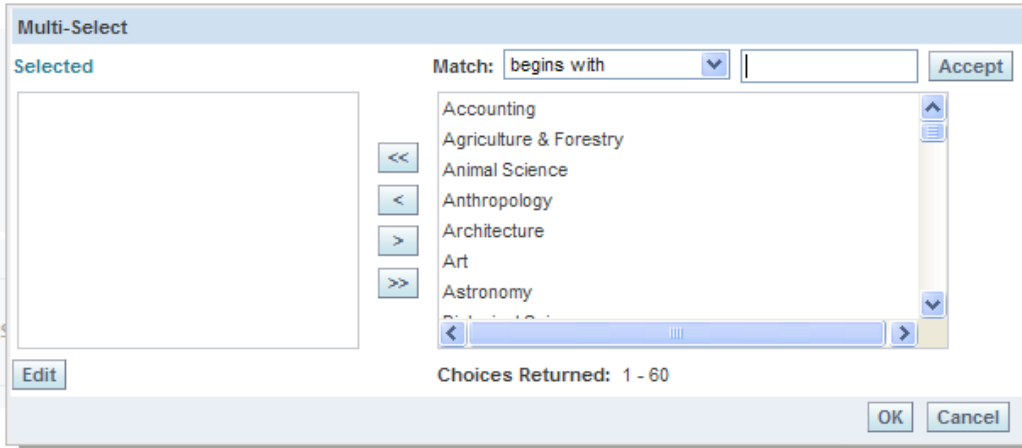 Multi-Select
Selected
Match: begins with
Accept
Accounting
Agriculture & Forestry
<<
Animal Science
<
Anthropology
Architecture
>
Art
>>
Astronomy
Edit
Choices Returned: 1 - 60
OK
Cancel